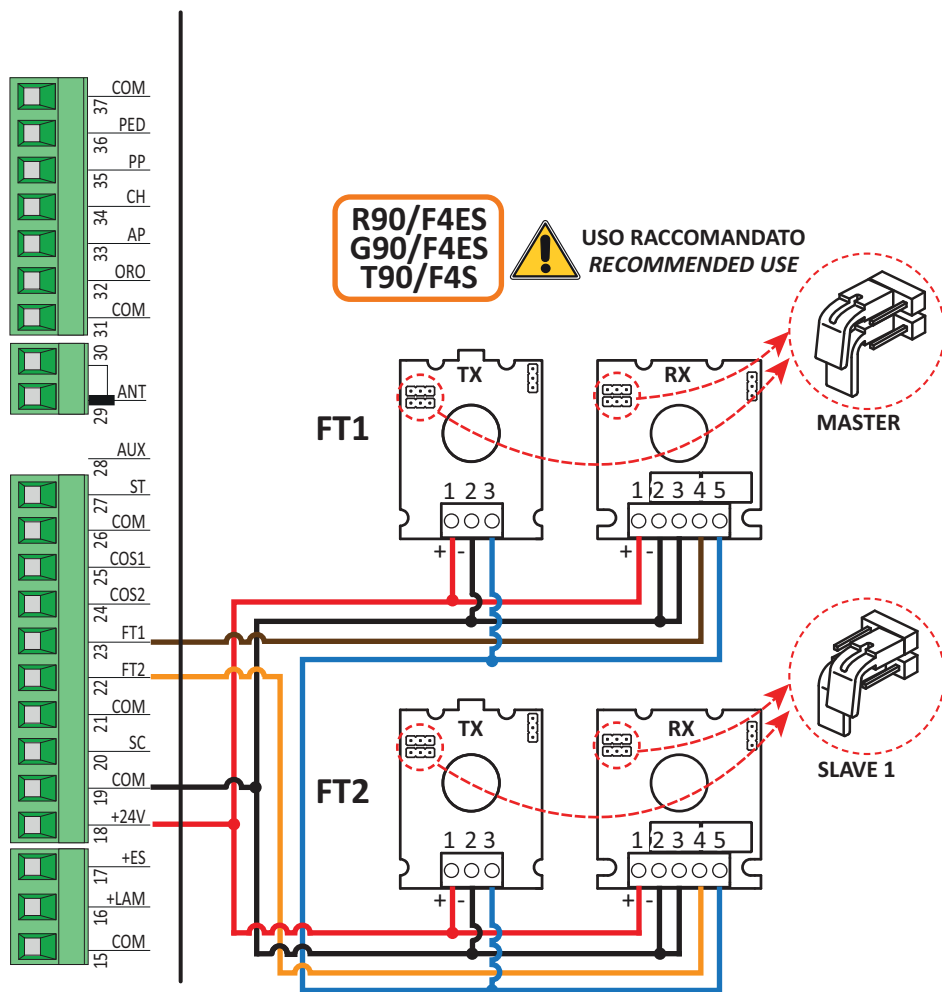 COM
37
PED
36
PP
35
CH
34
AP
33
ORO
32
COM
31
30
ANT
29
AUX
28
ST
27
COM
26
COS1
25
COS2
24
FT1
23
FT2
22
COM
21
SC
20
COM
19
+24V
18
+ES
17
+LAM
16
COM
15
R90/F4ES
G90/F4ES
T90/F4S
USO RACCOMANDATO
RECOMMENDED USE
FT1
TX
1 2 3
+ -
RX
1 2 3 4 5
+ -
MASTER
FT2
TX
1 2 3
+ -
RX
1 2 3 4 5
+ -
SLAVE 1